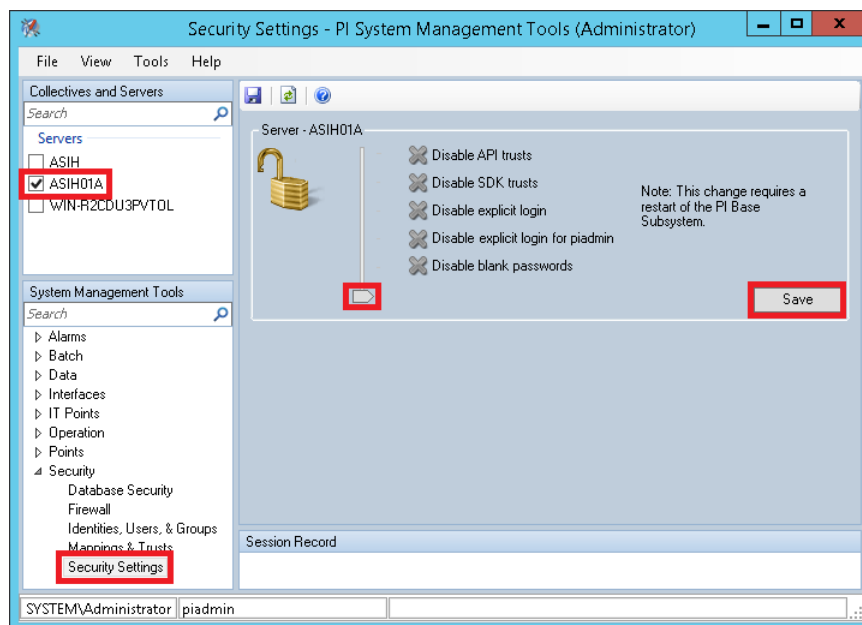 Security Settings - PI System Management Tools (Administrator)
File View Tools Help
Collectives and Servers
Search
Servers
ASIH
ASIH01A
WIN-R2CDU3PVTOL
System Management Tools
Search
Alarms
Batch
Data
Interfaces
IT Points
Operation
Points
Security
Database Security
Firewall
Identities, Users, & Groups
Mappings & Trusts
Security Settings
Server - ASIH01A
Disable API trusts
Disable SDK trusts
Disable explicit login
Disable explicit login for piadmin
Disable blank passwords
Note: This change requires a
restart of the PI Base
Subsystem.
Save
Session Record
SYSTEM\Administrator piadmin